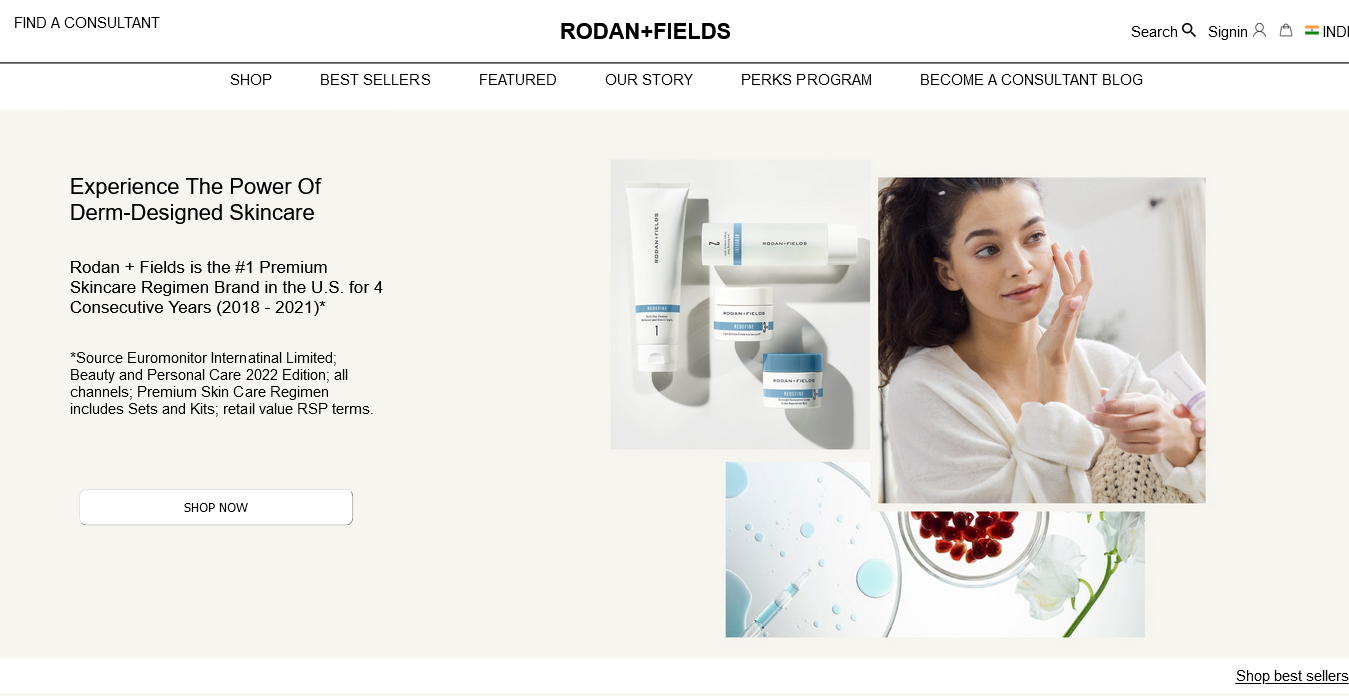 FIND A CONSULTANT
RODAN+FIELDS
Search
Signin
INDI
SHOP
BEST SELLERS
FEATURED
OUR STORY
PERKS PROGRAM
BECOME A CONSULTANT BLOG
Experience The Power Of
Derm-Designed Skincare
Rodan + Fields is the #1 Premium
Skincare Regimen Brand in the U.S. for 4
Consecutive Years (2018 - 2021)*
*Source Euromonitor Internatinal Limited;
Beauty and Personal Care 2022 Edition; all
channels; Premium Skin Care Regimen
includes Sets and Kits; retail value RSP terms.
SHOP NOW
RODAN+FIELDS
REDEFINE
1
2
REDEFINE
RODAN+FIELDS
RODAN+FIELDS
REDEFINE
RODAN+FIELDS
REDEFINE
Shop best sellers